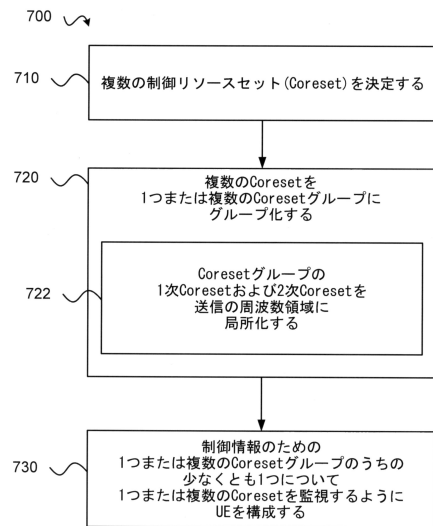 700
710
複数の制御リソースセット(Coreset)を決定する
720
複数のCoresetを
1つまたは複数のCoresetグループに
グループ化する
722
Coresetグループの
1次Coresetおよび2次Coresetを
送信の周波数領域に
局所化する
730
制御情報のための
1つまたは複数のCoresetグループのうちの
少なくとも1つについて
1つまたは複数のCoresetを監視するように
UEを構成する